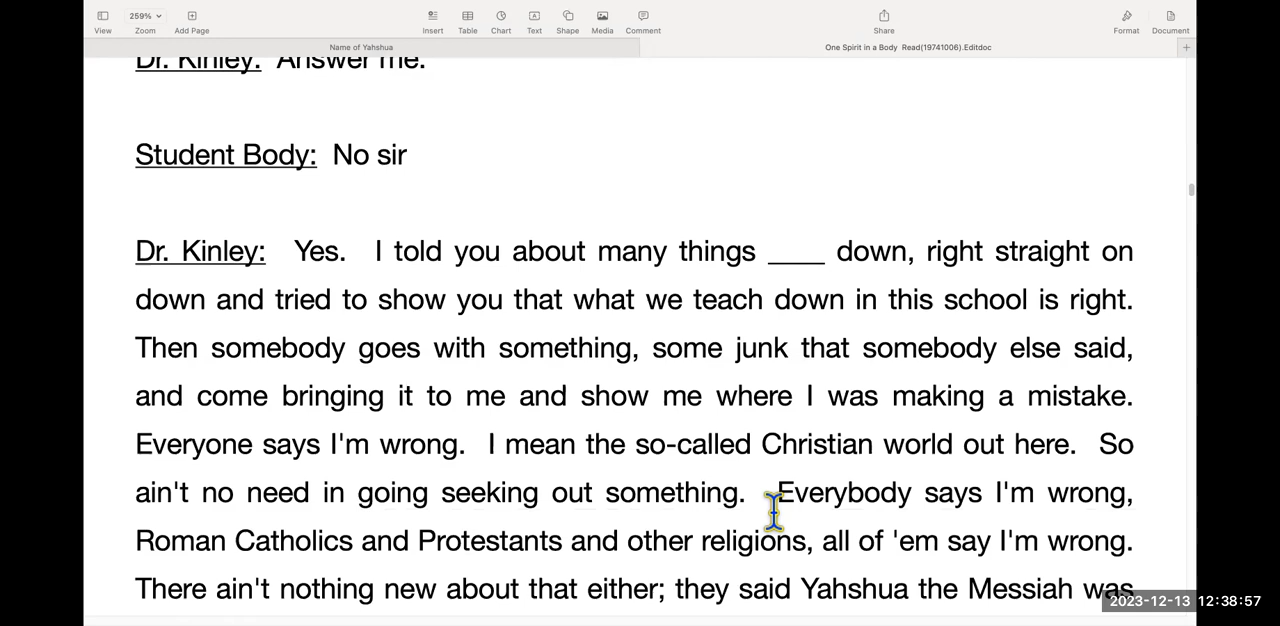 259%
View Zoom Add Page Insert Table Chart Text Shape Media Comment Share Format Document
Name of Yahshua One Spirit in a Body Read(19741006).Editdoc
Dr. Kinley: Answer me.
Student Body: No sir
Dr. Kinley: Yes. I told you about many things ____ down, right straight on
down and tried to show you that what we teach down in this school is right.
Then somebody goes with something, some junk that somebody else said,
and come bringing it to me and show me where I was making a mistake.
Everyone says I'm wrong. I mean the so-called Christian world out here. So
ain't no need in going seeking out something. Everybody says I'm wrong,
Roman Catholics and Protestants and other religions, all of 'em say I'm wrong.
There ain't nothing new about that either; they said Yahshua the Messiah was
2023-12-13 12:38:57